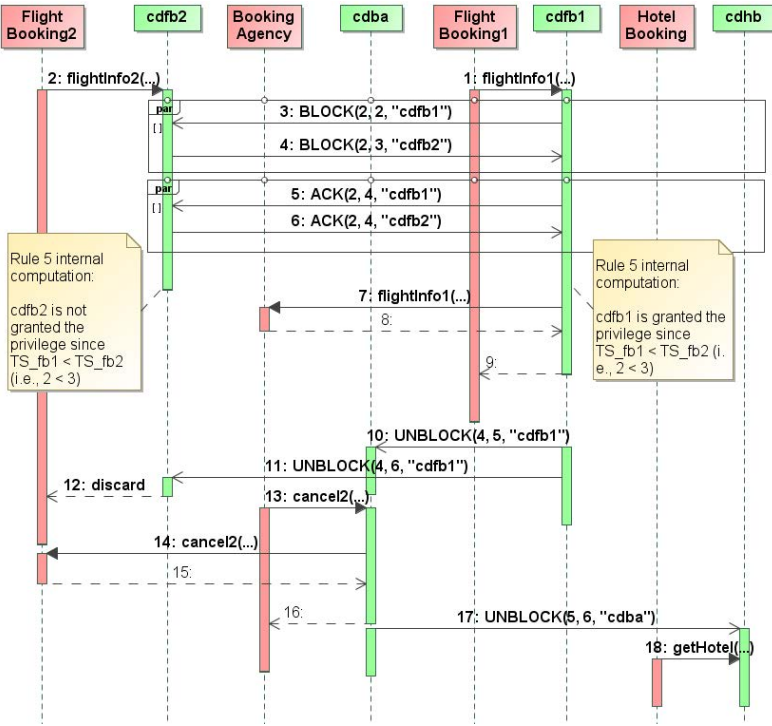 Flight
Booking2
cdfb2
Booking
Agency
cdba
Flight
Booking1
cdfb1
Hotel
Booking
cdhb
2: flightInfo2(...)
1: flightInfo1(...)
par
[ ]
3: BLOCK(2, 2, "cdfb1")
4: BLOCK(2, 3, "cdfb2")
par
[ ]
5: ACK(2, 4, "cdfb1")
6: ACK(2, 4, "cdfb2")
Rule 5 internal
computation:
cdfb2 is not
granted the
privilege since
TS_fb1 < TS_fb2
(i.e., 2 < 3)
Rule 5 internal
computation:
cdfb1 is granted the
privilege since
TS_fb1 < TS_fb2 (i.
e., 2 < 3)
7: flightInfo1(...)
8:
9:
10: UNBLOCK(4, 5, "cdfb1")
11: UNBLOCK(4, 6, "cdfb1")
12: discard
13: cancel2(...)
14: cancel2(...)
15:
16:
17: UNBLOCK(5, 6, "cdba")
18: getHotel(...)